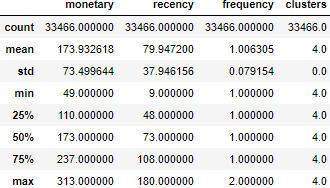 monetary recency frequency clusters
count 33466.000000 33466.000000 33466.000000 33466.0
mean 173.932618 79.947200 1.006305 4.0
std 73.499644 37.946156 0.079154 0.0
min 49.000000 9.000000 1.000000 4.0
25% 110.000000 48.000000 1.000000 4.0
50% 173.000000 73.000000 1.000000 4.0
75% 237.000000 108.000000 1.000000 4.0
max 313.000000 180.000000 2.000000 4.0